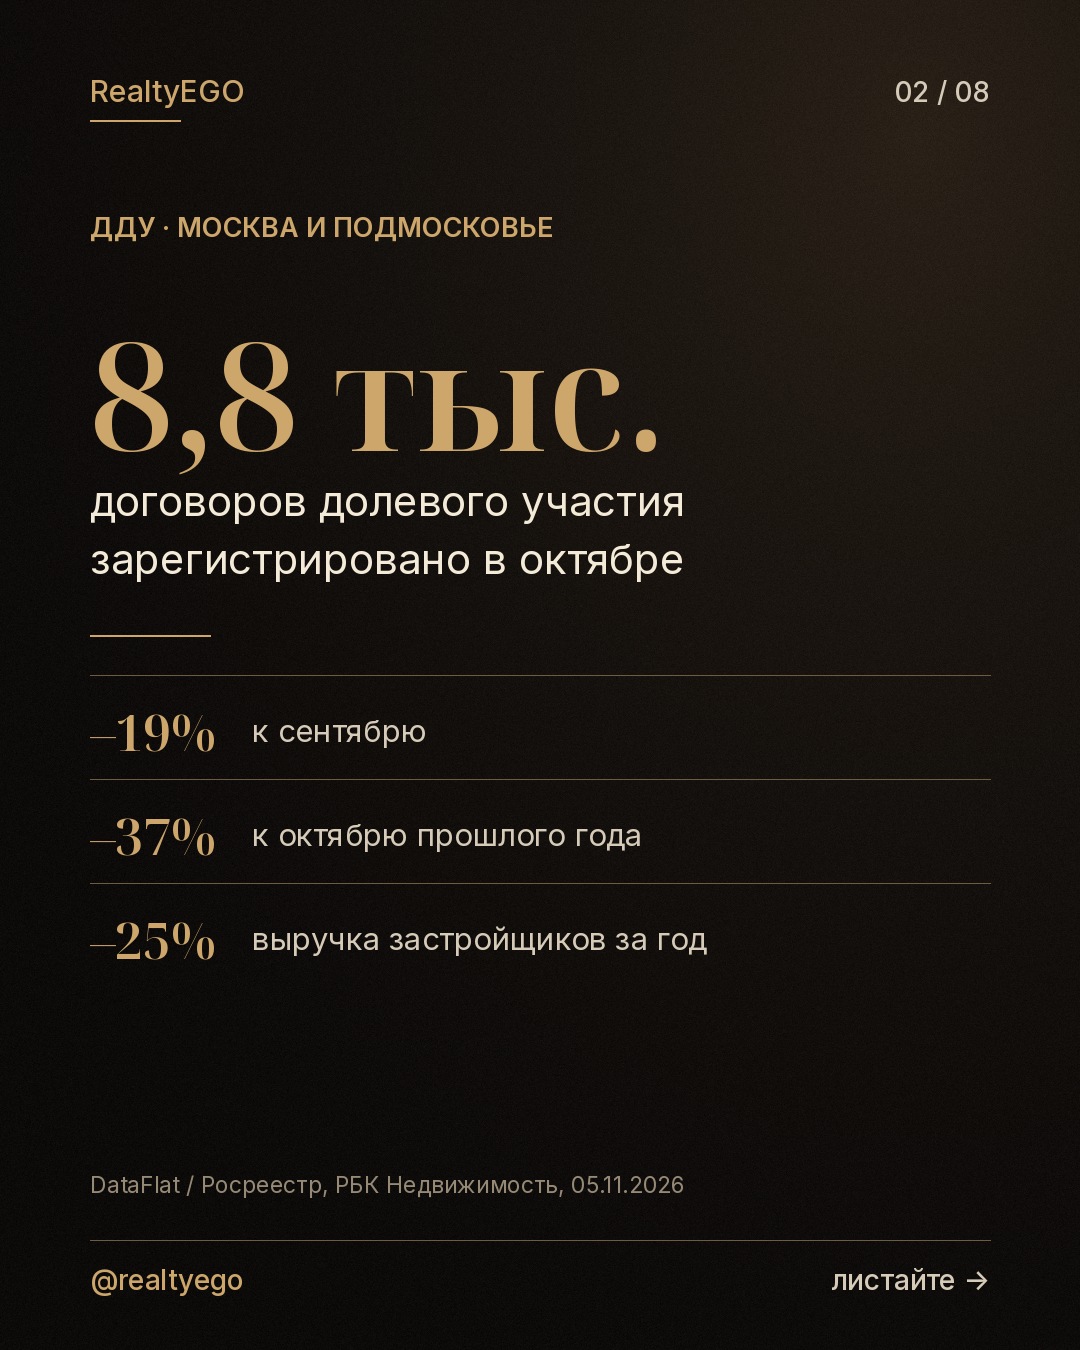 RealtyEGO
02 / 08
ДДУ · МОСКВА И ПОДМОСКОВЬЕ
8,8 тыс.
договоров долевого участия
зарегистрировано в октябре
–19% к сентябрю
–37% к октябрю прошлого года
–25% выручка застройщиков за год
DataFlat / Росреестр, РБК Недвижимость, 05.11.2026
@realtyego
листайте →